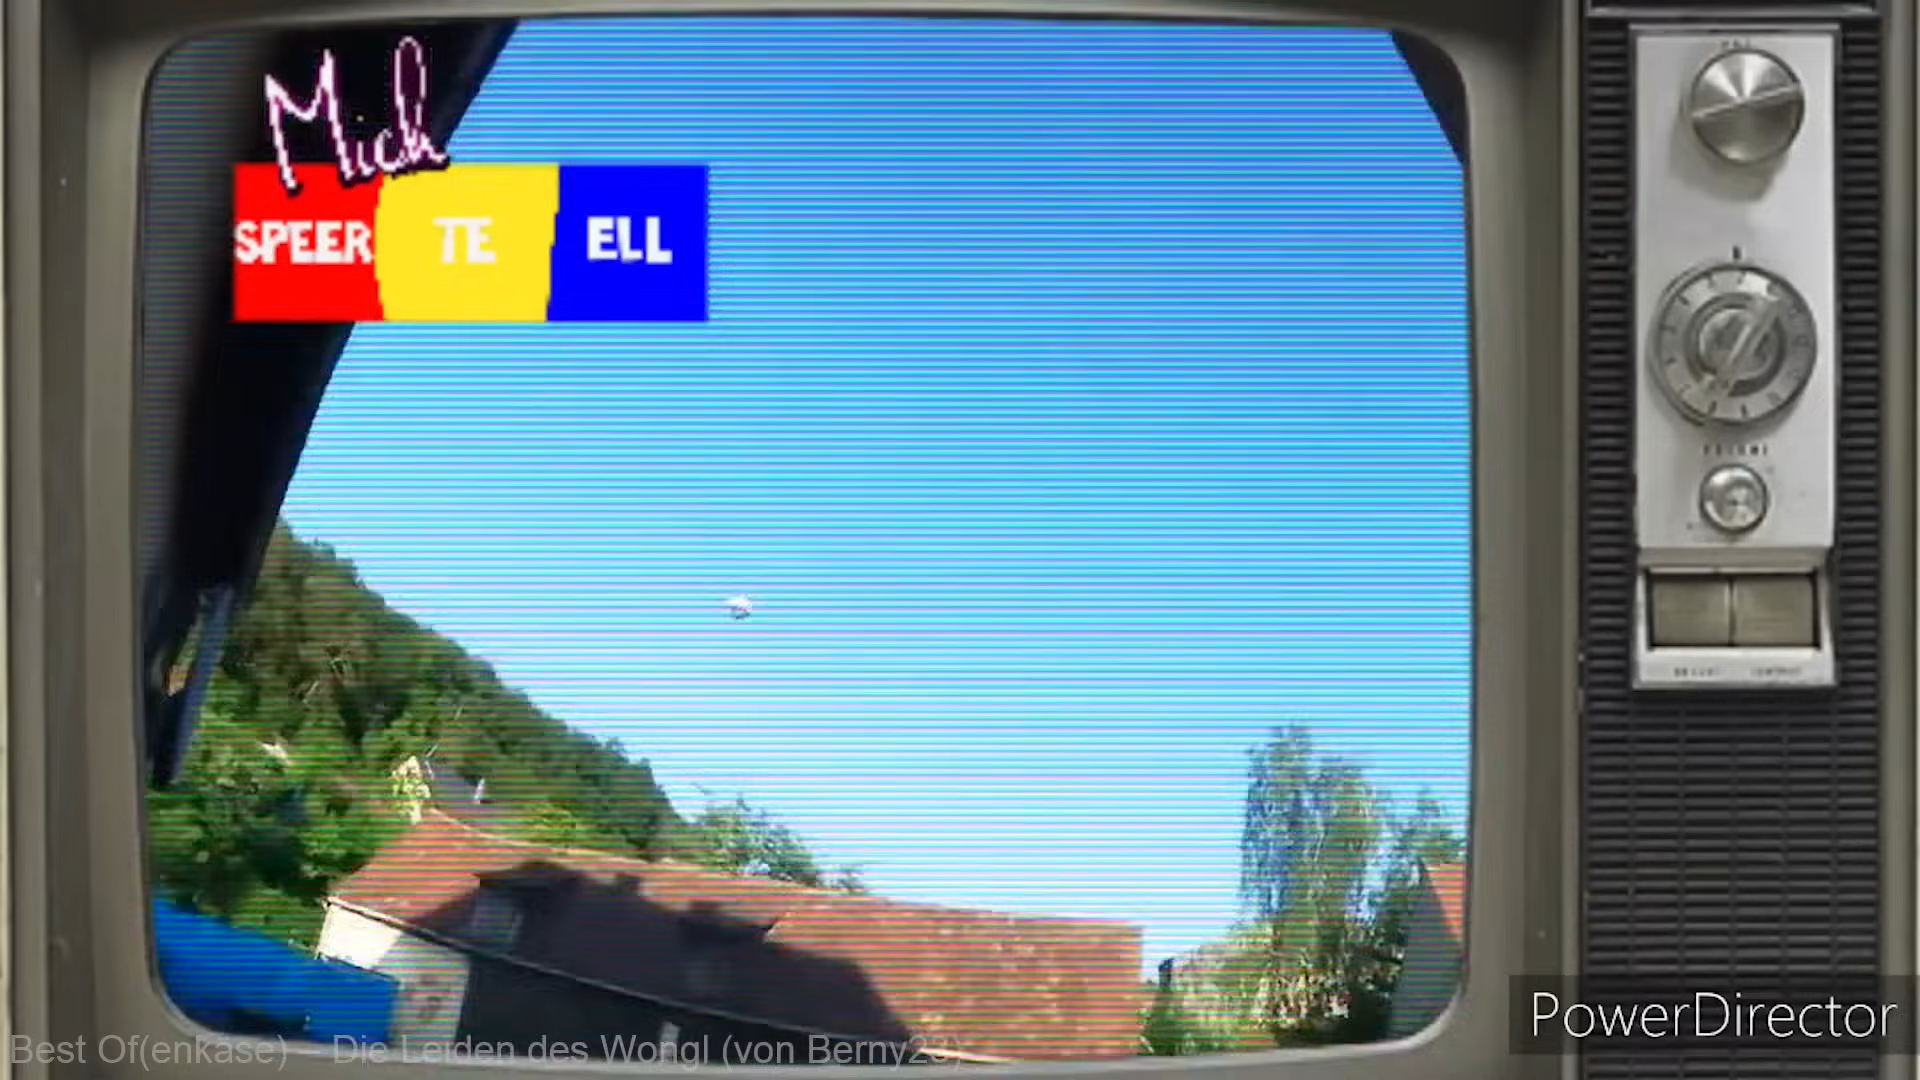 Mich
SPEER TE ELL
PowerDirector
Best Of(enkäse) - Die Leiden des Wongl (von Berny23)